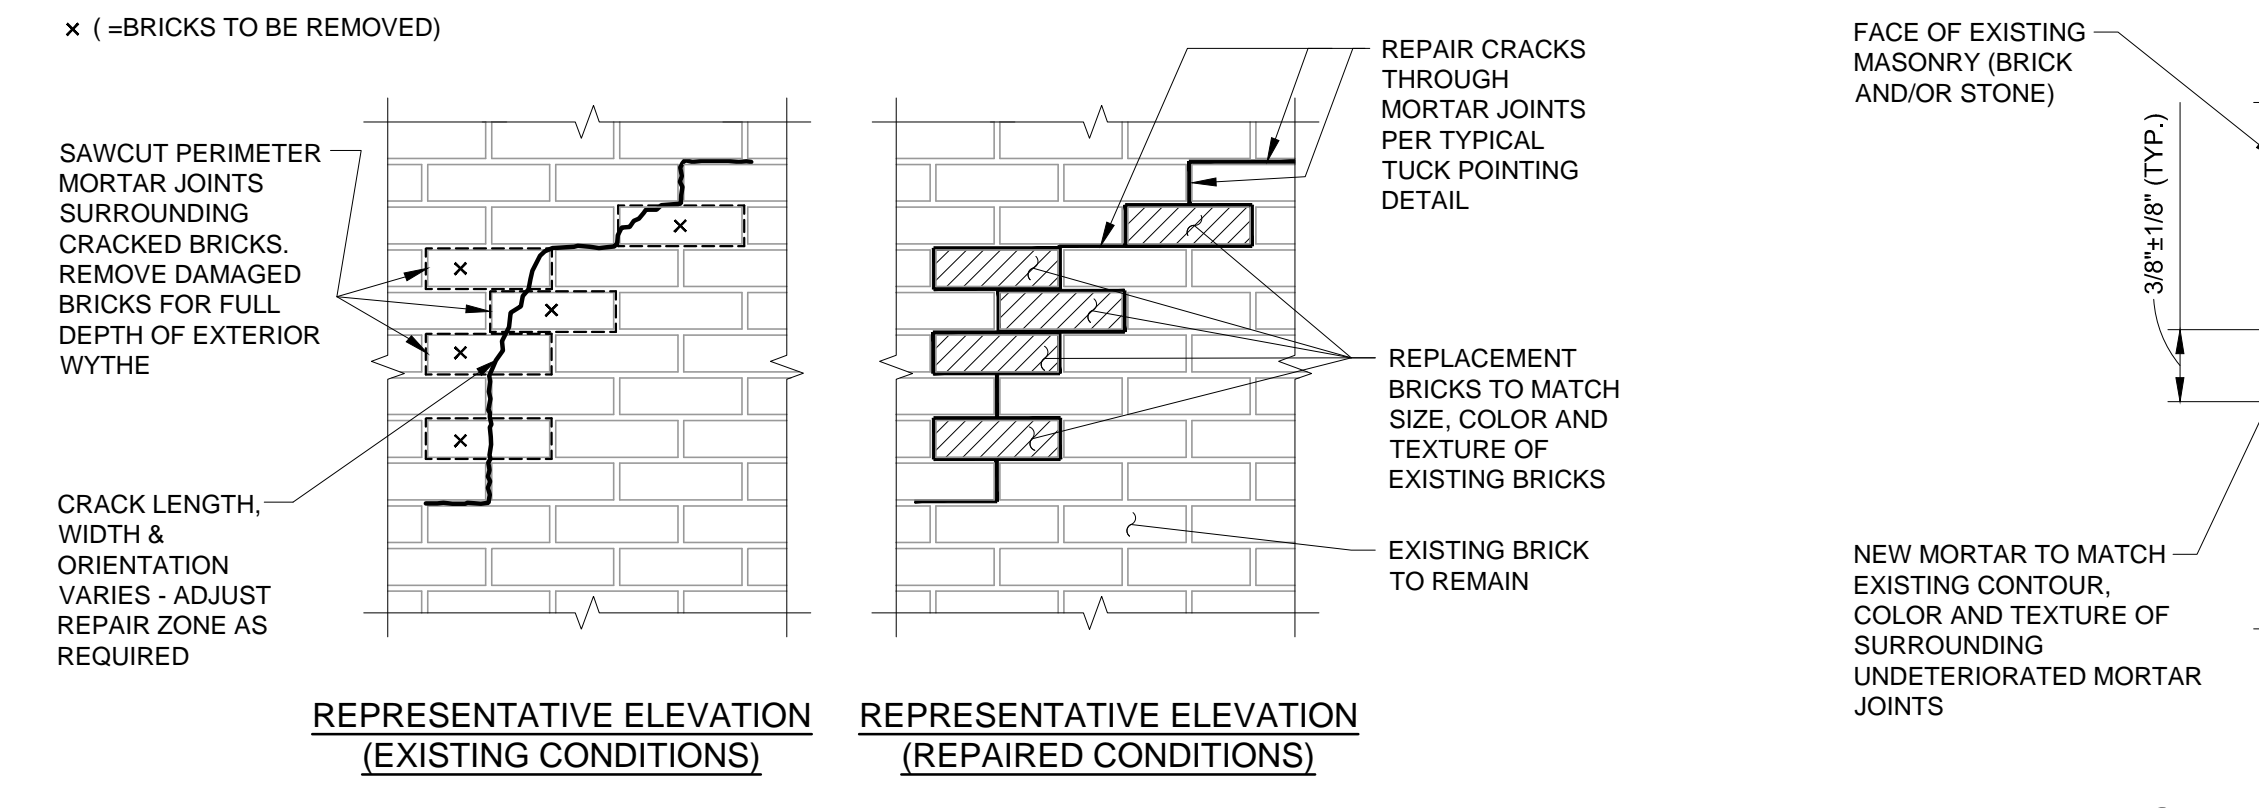 × ( =BRICKS TO BE REMOVED)
SAWCUT PERIMETER
MORTAR JOINTS
SURROUNDING
CRACKED BRICKS.
REMOVE DAMAGED
BRICKS FOR FULL
DEPTH OF EXTERIOR
WYTHE
CRACK LENGTH,
WIDTH &
ORIENTATION
VARIES - ADJUST
REPAIR ZONE AS
REQUIRED
REPRESENTATIVE ELEVATION
(EXISTING CONDITIONS)
REPAIR CRACKS
THROUGH
MORTAR JOINTS
PER TYPICAL
TUCK POINTING
DETAIL
REPLACEMENT
BRICKS TO MATCH
SIZE, COLOR AND
TEXTURE OF
EXISTING BRICKS
EXISTING BRICK
TO REMAIN
REPRESENTATIVE ELEVATION
(REPAIRED CONDITIONS)
FACE OF EXISTING
MASONRY (BRICK
AND/OR STONE)
3/8"±1/8" (TYP.)
NEW MORTAR TO MATCH
EXISTING CONTOUR,
COLOR AND TEXTURE OF
SURROUNDING
UNDETERIORATED MORTAR
JOINTS